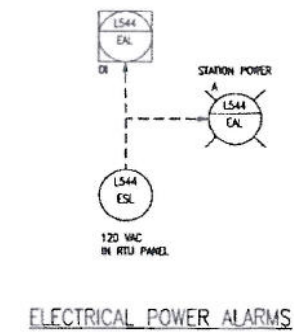 L544
EAL
DI
STATION POWER
A
L544
EAL
L544
ESL
120 VAC
IN RTU PANEL
ELECTRICAL POWER ALARMS